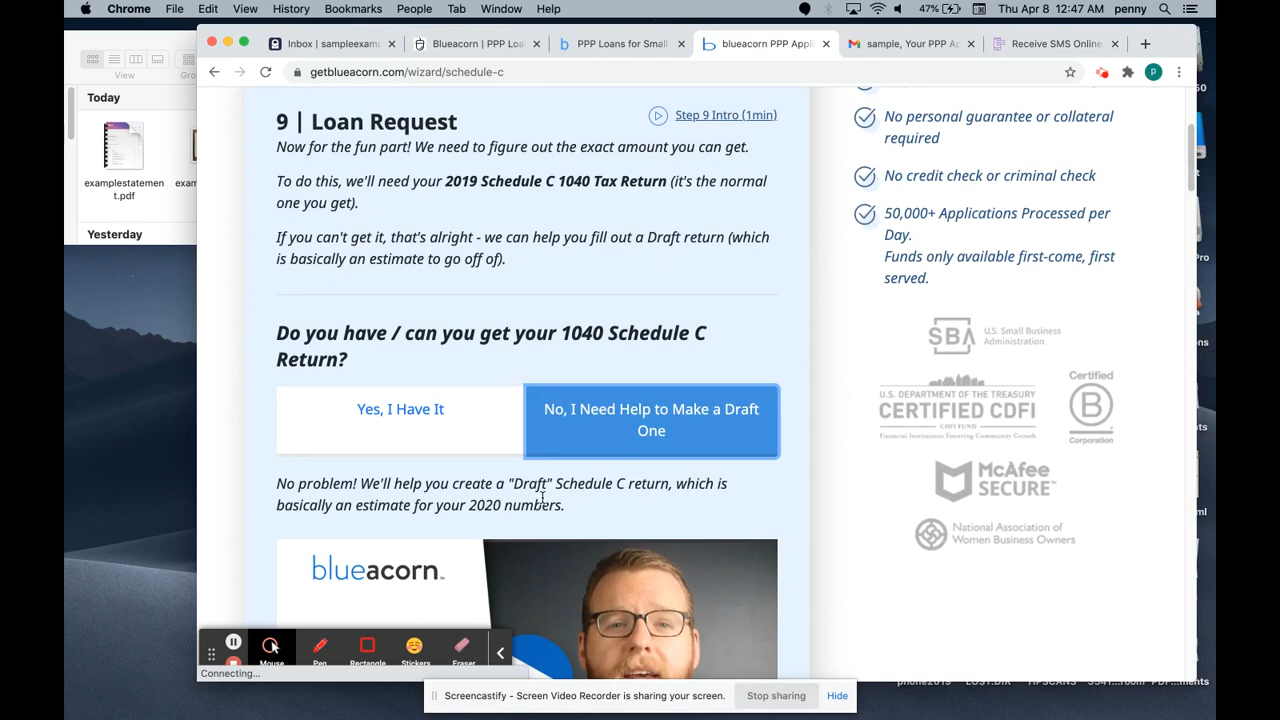 Chrome File Edit View History Bookmarks People Tab Window Help
47% Thu Apr 8 12:47 AM penny
Inbox | sampleexam
Blueacorn | PPP Loa
PPP Loans for Small
blueacorn PPP Appli
sample, Your PPP A
Receive SMS Online
getblueacorn.com/wizard/schedule-c
P
View
Today
examplestatemen
t.pdf
Yesterday
9 | Loan Request
Step 9 Intro (1min)
Now for the fun part! We need to figure out the exact amount you can get.
To do this, we'll need your 2019 Schedule C 1040 Tax Return (it's the normal
one you get).
If you can't get it, that's alright - we can help you fill out a Draft return (which
is basically an estimate to go off of).
Do you have / can you get your 1040 Schedule C
Return?
Yes, I Have It
No, I Need Help to Make a Draft
One
No problem! We'll help you create a "Draft" Schedule C return, which is
basically an estimate for your 2020 numbers.
blueacorn
No personal guarantee or collateral
required
No credit check or criminal check
50,000+ Applications Processed per
Day.
Funds only available first-come, first
served.
SBA U.S. Small Business
Administration
U.S. DEPARTMENT OF THE TREASURY
CERTIFIED CDFI
CDFI FUND
Financial Institutions Fostering Community Growth
Certified
B
Corporation
McAfee
SECURE
National Association of
Women Business Owners
Mouse Pen Rectangle Stickers Eraser
Connecting...
Screencastify - Screen Video Recorder is sharing your screen.
Stop sharing
Hide